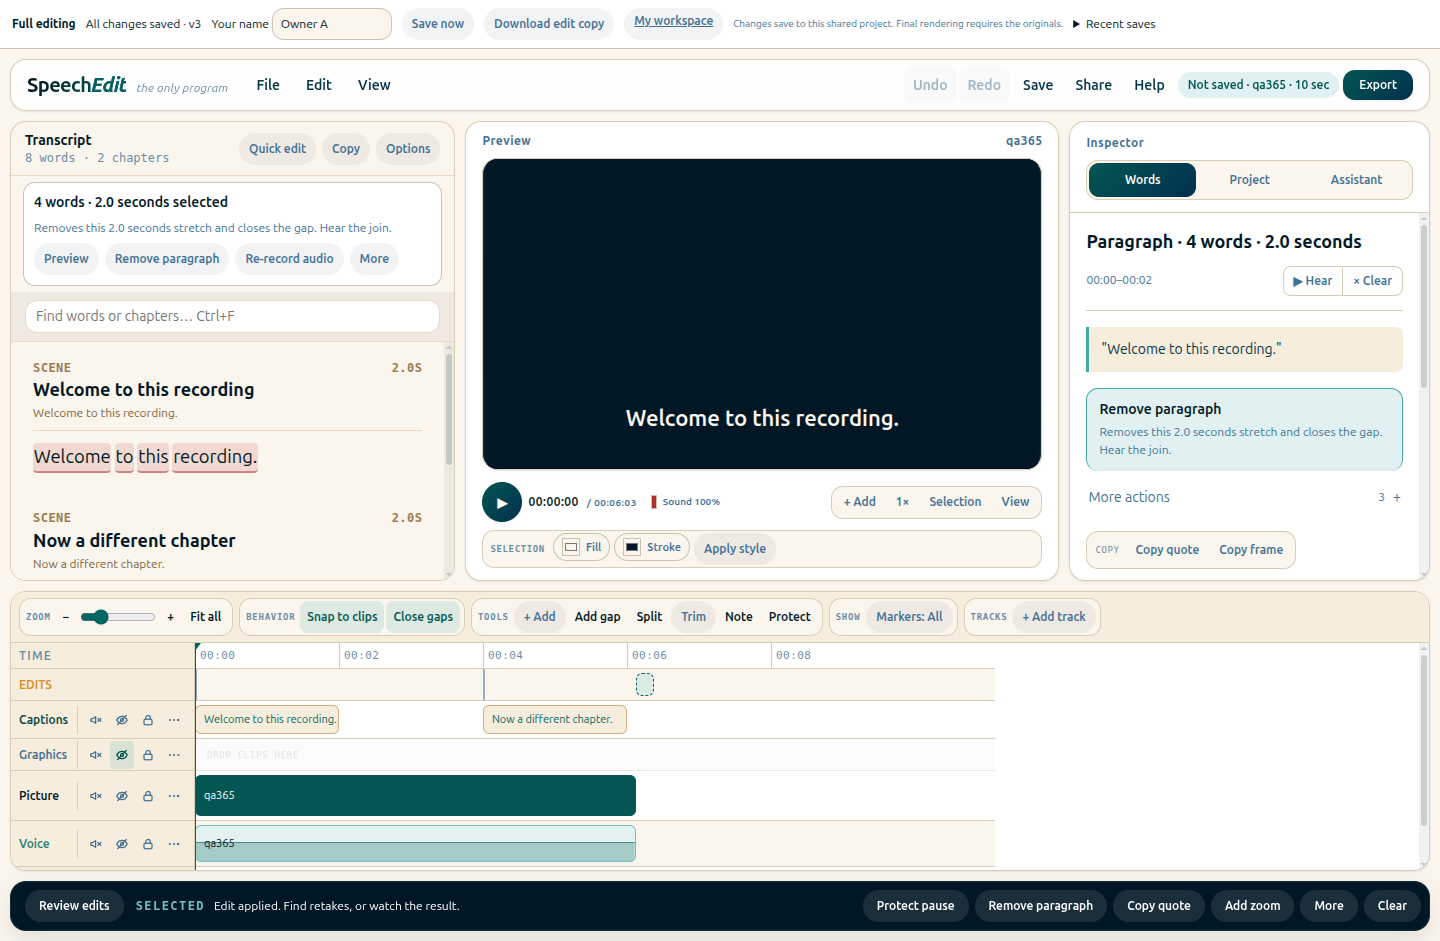 Full editing All changes saved · v3 Your name Owner A Save now Download edit copy My workspace Changes save to this shared project. Final rendering requires the originals. ▶ Recent saves
SpeechEdit the only program File Edit View Undo Redo Save Share Help Not saved · qa365 · 10 sec Export
Transcript
8 words · 2 chapters
Quick edit Copy Options
4 words · 2.0 seconds selected
Removes this 2.0 seconds stretch and closes the gap. Hear the join.
Preview Remove paragraph Re-record audio More
Find words or chapters… Ctrl+F
SCENE 2.0S
Welcome to this recording
Welcome to this recording.
Welcome to this recording.
SCENE 2.0S
Now a different chapter
Now a different chapter.
Preview qa365
Welcome to this recording.
▶ 00:00:00 / 00:06:03 Sound 100% + Add 1× Selection View
SELECTION Fill Stroke Apply style
Inspector
Words Project Assistant
Paragraph · 4 words · 2.0 seconds
00:00–00:02 ▶ Hear × Clear
"Welcome to this recording."
Remove paragraph
Removes this 2.0 seconds stretch and closes the gap.
Hear the join.
More actions 3 +
COPY Copy quote Copy frame
ZOOM − + Fit all BEHAVIOR Snap to clips Close gaps TOOLS + Add Add gap Split Trim Note Protect SHOW Markers: All TRACKS + Add track
TIME 00:00 00:02 00:04 00:06 00:08
EDITS
Captions Welcome to this recording. Now a different chapter.
Graphics DROP CLIPS HERE
Picture qa365
Voice qa365
Review edits SELECTED Edit applied. Find retakes, or watch the result. Protect pause Remove paragraph Copy quote Add zoom More Clear